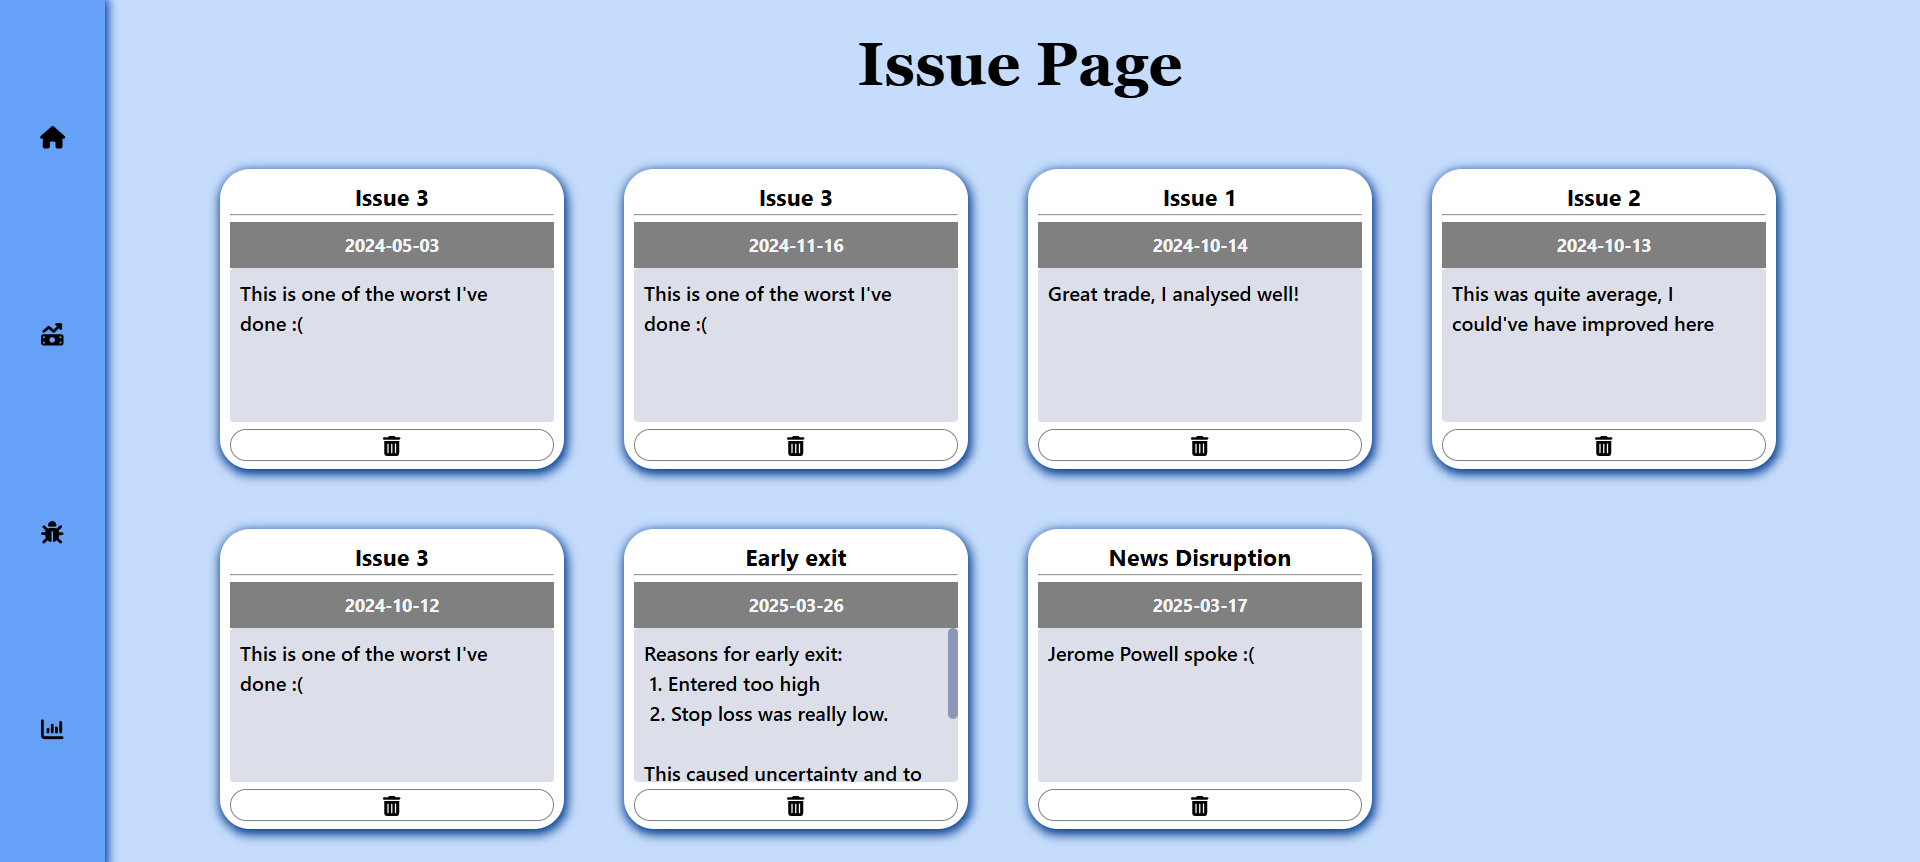 Issue Page
Issue 3
2024-05-03
This is one of the worst I've
done :(
Issue 3
2024-11-16
This is one of the worst I've
done :(
Issue 1
2024-10-14
Great trade, I analysed well!
Issue 2
2024-10-13
This was quite average, I
could've have improved here
Issue 3
2024-10-12
This is one of the worst I've
done :(
Early exit
2025-03-26
Reasons for early exit:
1. Entered too high
2. Stop loss was really low.
This caused uncertainty and to
News Disruption
2025-03-17
Jerome Powell spoke :(